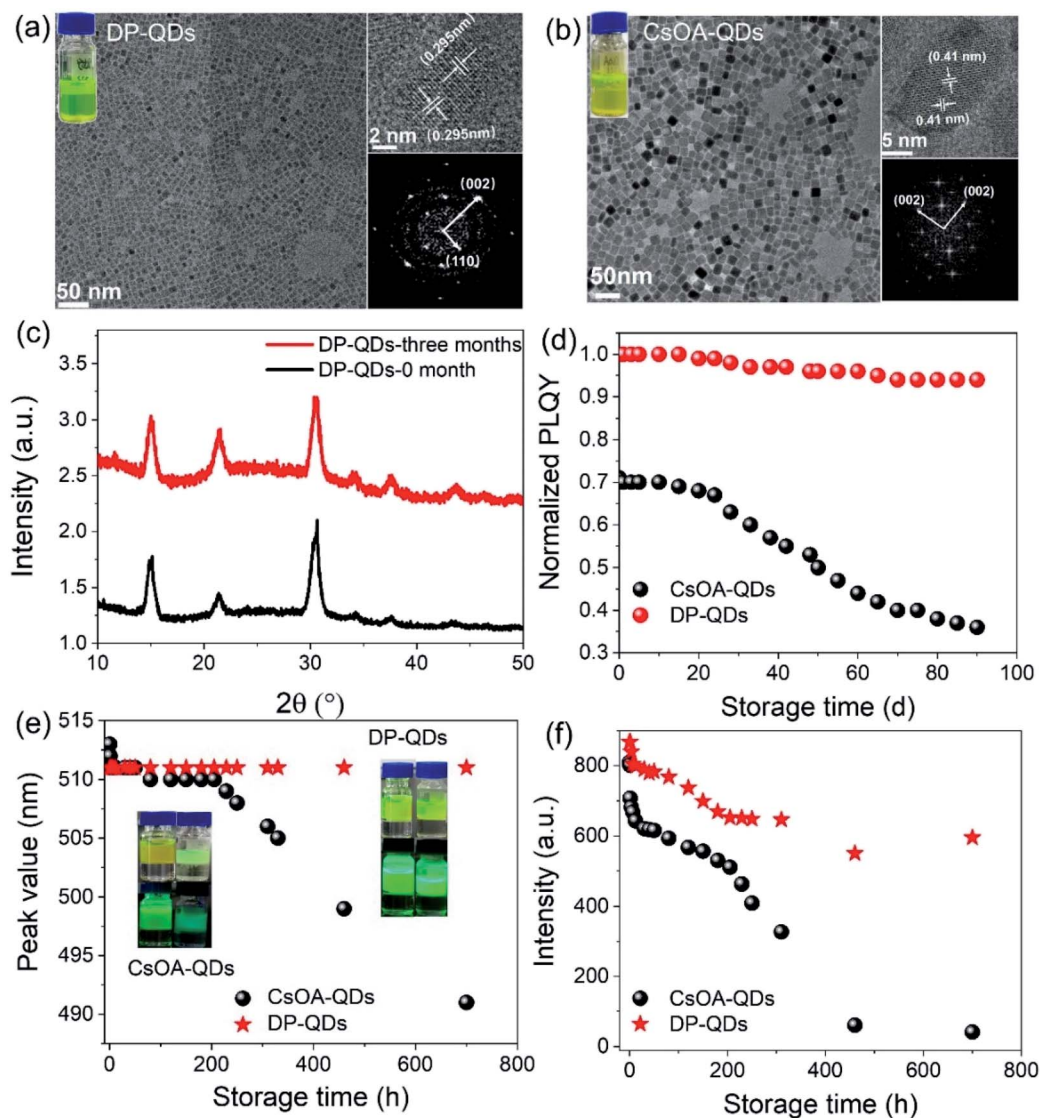 (a)
DP-QDs
(0.295nm)
2 nm
(0.295nm)
(002)
(110)
50 nm
(b)
CsOA-QDs
(0.41 nm)
0.41 nm)
5 nm
(002)
(002)
50nm
(c)
DP-QDs-three months
DP-QDs-0 month
Intensity (a.u.)
3.5
3.0
2.5
2.0
1.5
1.0
10 20 30 40 50
2θ (°)
(d)
Normalized PLQY
1.0
0.9
0.8
0.7
0.6
0.5
0.4
0.3
CsOA-QDs
DP-QDs
0 20 40 60 80 100
Storage time (d)
(e)
Peak value (nm)
515
510
505
500
495
490
DP-QDs
CsOA-QDs
CsOA-QDs
DP-QDs
0 200 400 600 800
Storage time (h)
(f)
Intensity (a.u.)
800
600
400
800
200
0
CsOA-QDs
DP-QDs
0 200 400 600 800
Storage time (h)